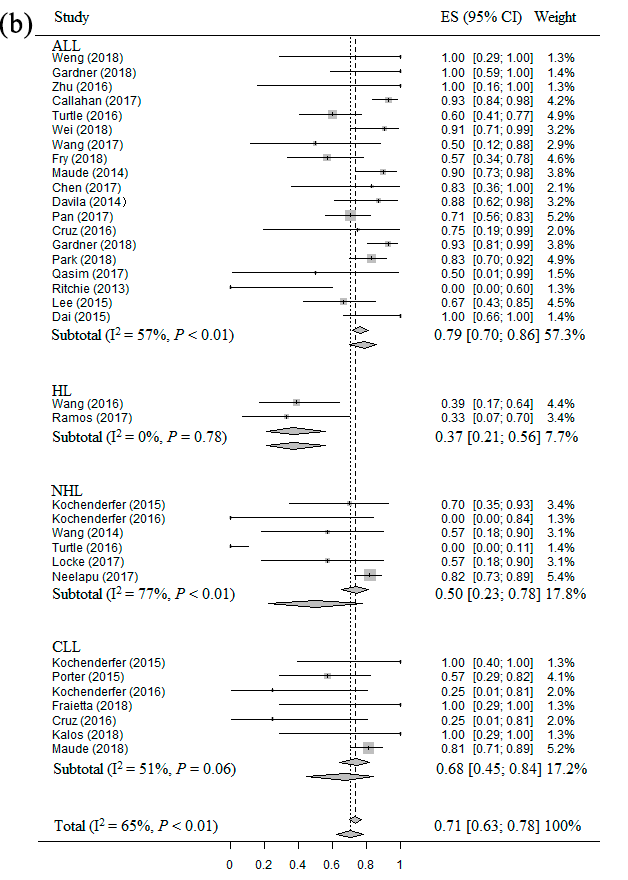 (b)
Study ES (95% CI) Weight
ALL
Weng (2018) 1.00 [0.29; 1.00] 1.3%
Gardner (2018) 1.00 [0.59; 1.00] 1.4%
Zhu (2016) 1.00 [0.16; 1.00] 1.3%
Callahan (2017) 0.93 [0.84; 0.98] 4.2%
Turtle (2016) 0.60 [0.41; 0.77] 4.9%
Wei (2018) 0.91 [0.71; 0.99] 3.2%
Wang (2017) 0.50 [0.12; 0.88] 2.9%
Fry (2018) 0.57 [0.34; 0.78] 4.6%
Maude (2014) 0.90 [0.73; 0.98] 3.8%
Chen (2017) 0.83 [0.36; 1.00] 2.1%
Davila (2014) 0.88 [0.62; 0.98] 3.2%
Pan (2017) 0.71 [0.56; 0.83] 5.2%
Cruz (2016) 0.75 [0.19; 0.99] 2.0%
Gardner (2018) 0.93 [0.81; 0.99] 3.8%
Park (2018) 0.83 [0.70; 0.92] 4.9%
Qasim (2017) 0.50 [0.01; 0.99] 1.7%
Ritchie (2013) 0.00 [0.00; 0.60] 1.3%
Lee (2015) 0.67 [0.43; 0.85] 4.5%
Dai (2015) 1.00 [0.66; 1.00] 1.4%
Subtotal (I2 = 57%, P < 0.01) 0.79 [0.70; 0.86] 57.3%
HL
Wang (2016) 0.39 [0.17; 0.64] 4.4%
Ramos (2017) 0.33 [0.07; 0.70] 3.4%
Subtotal (I2 = 0%, P = 0.78) 0.37 [0.21; 0.56] 7.7%
NHL
Kochenderfer (2015) 0.70 [0.35; 0.93] 3.4%
Kochenderfer (2016) 0.00 [0.00; 0.84] 1.3%
Wang (2014) 0.57 [0.18; 0.90] 3.1%
Turtle (2016) 0.00 [0.00; 0.11] 1.4%
Locke (2017) 0.57 [0.18; 0.90] 3.1%
Neelapu (2017) 0.82 [0.73; 0.89] 5.4%
Subtotal (I2 = 77%, P < 0.01) 0.50 [0.23; 0.78] 17.8%
CLL
Kochenderfer (2015) 1.00 [0.40; 1.00] 1.3%
Porter (2015) 0.57 [0.29; 0.82] 4.1%
Kochenderfer (2016) 0.25 [0.01; 0.81] 2.0%
Fraietta (2018) 1.00 [0.29; 1.00] 1.3%
Cruz (2016) 0.25 [0.01; 0.81] 2.0%
Kalos (2018) 1.00 [0.29; 1.00] 1.3%
Maude (2018) 0.81 [0.71; 0.89] 5.2%
Subtotal (I2 = 51%, P = 0.06) 0.68 [0.45; 0.84] 17.2%
Total (I2 = 65%, P < 0.01) 0.71 [0.63; 0.78] 100%
0 0.2 0.4 0.6 0.8 1